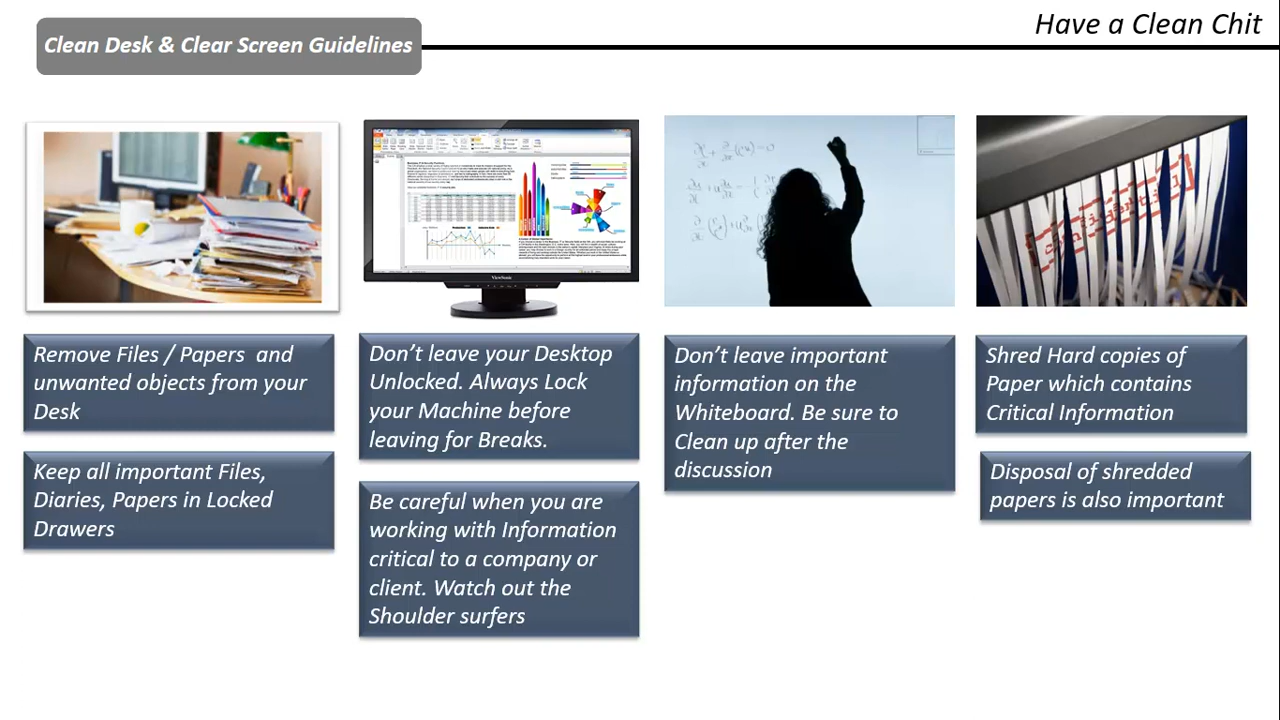 Have a Clean Chit
Clean Desk & Clear Screen Guidelines
ViewSonic
Remove Files / Papers  and
unwanted objects from your
Desk
Keep all important Files,
Diaries, Papers in Locked
Drawers
Don’t leave your Desktop
Unlocked. Always Lock
your Machine before
leaving for Breaks.
Be careful when you are
working with Information
critical to a company or
client. Watch out the
Shoulder surfers
Don’t leave important
information on the
Whiteboard. Be sure to
Clean up after the
discussion
Shred Hard copies of
Paper which contains
Critical Information
Disposal of shredded
papers is also important